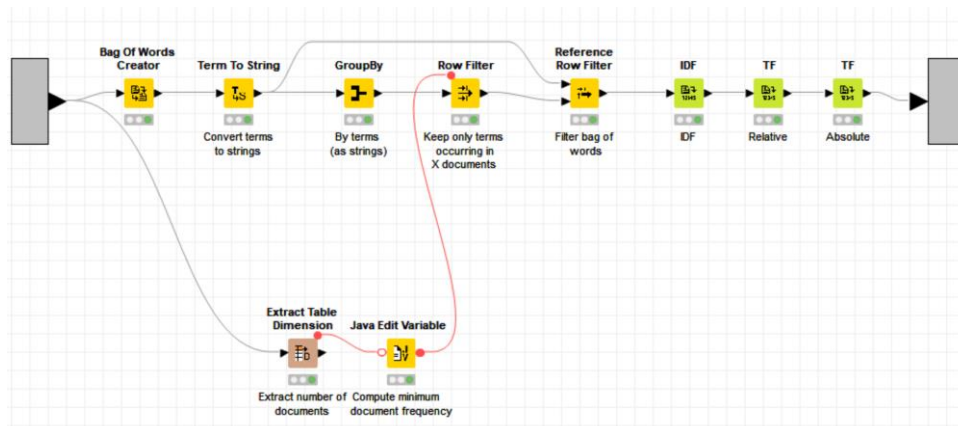 Bag Of Words
Creator
Term To String
GroupBy
Row Filter
Reference
Row Filter
IDF
TF
TF
Convert terms
to strings
By terms
(as strings)
Keep only terms
occurring in
X documents
Filter bag of
words
IDF
Relative
Absolute
Extract Table
Dimension
Java Edit Variable
Extract number of
documents
Compute minimum
document frequency